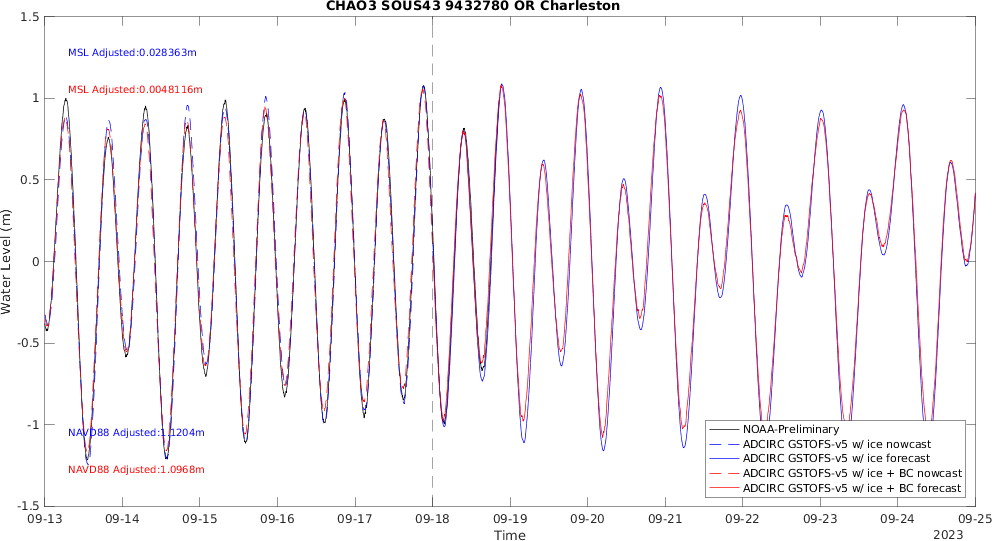 CHAO3 SOUS43 9432780 OR Charleston
1.5
1
0.5
0
-0.5
-1
-1.5
Water Level (m)
MSL Adjusted:0.028363m
MSL Adjusted:0.0048116m
NAVD88 Adjusted:1.1204m
NAVD88 Adjusted:1.0968m
NOAA-Preliminary
ADCIRC GSTOFS-v5 w/ ice nowcast
ADCIRC GSTOFS-v5 w/ ice forecast
ADCIRC GSTOFS-v5 w/ ice + BC nowcast
ADCIRC GSTOFS-v5 w/ ice + BC forecast
09-13 09-14 09-15 09-16 09-17 09-18 09-19 09-20 09-21 09-22 09-23 09-24 09-25
Time
2023